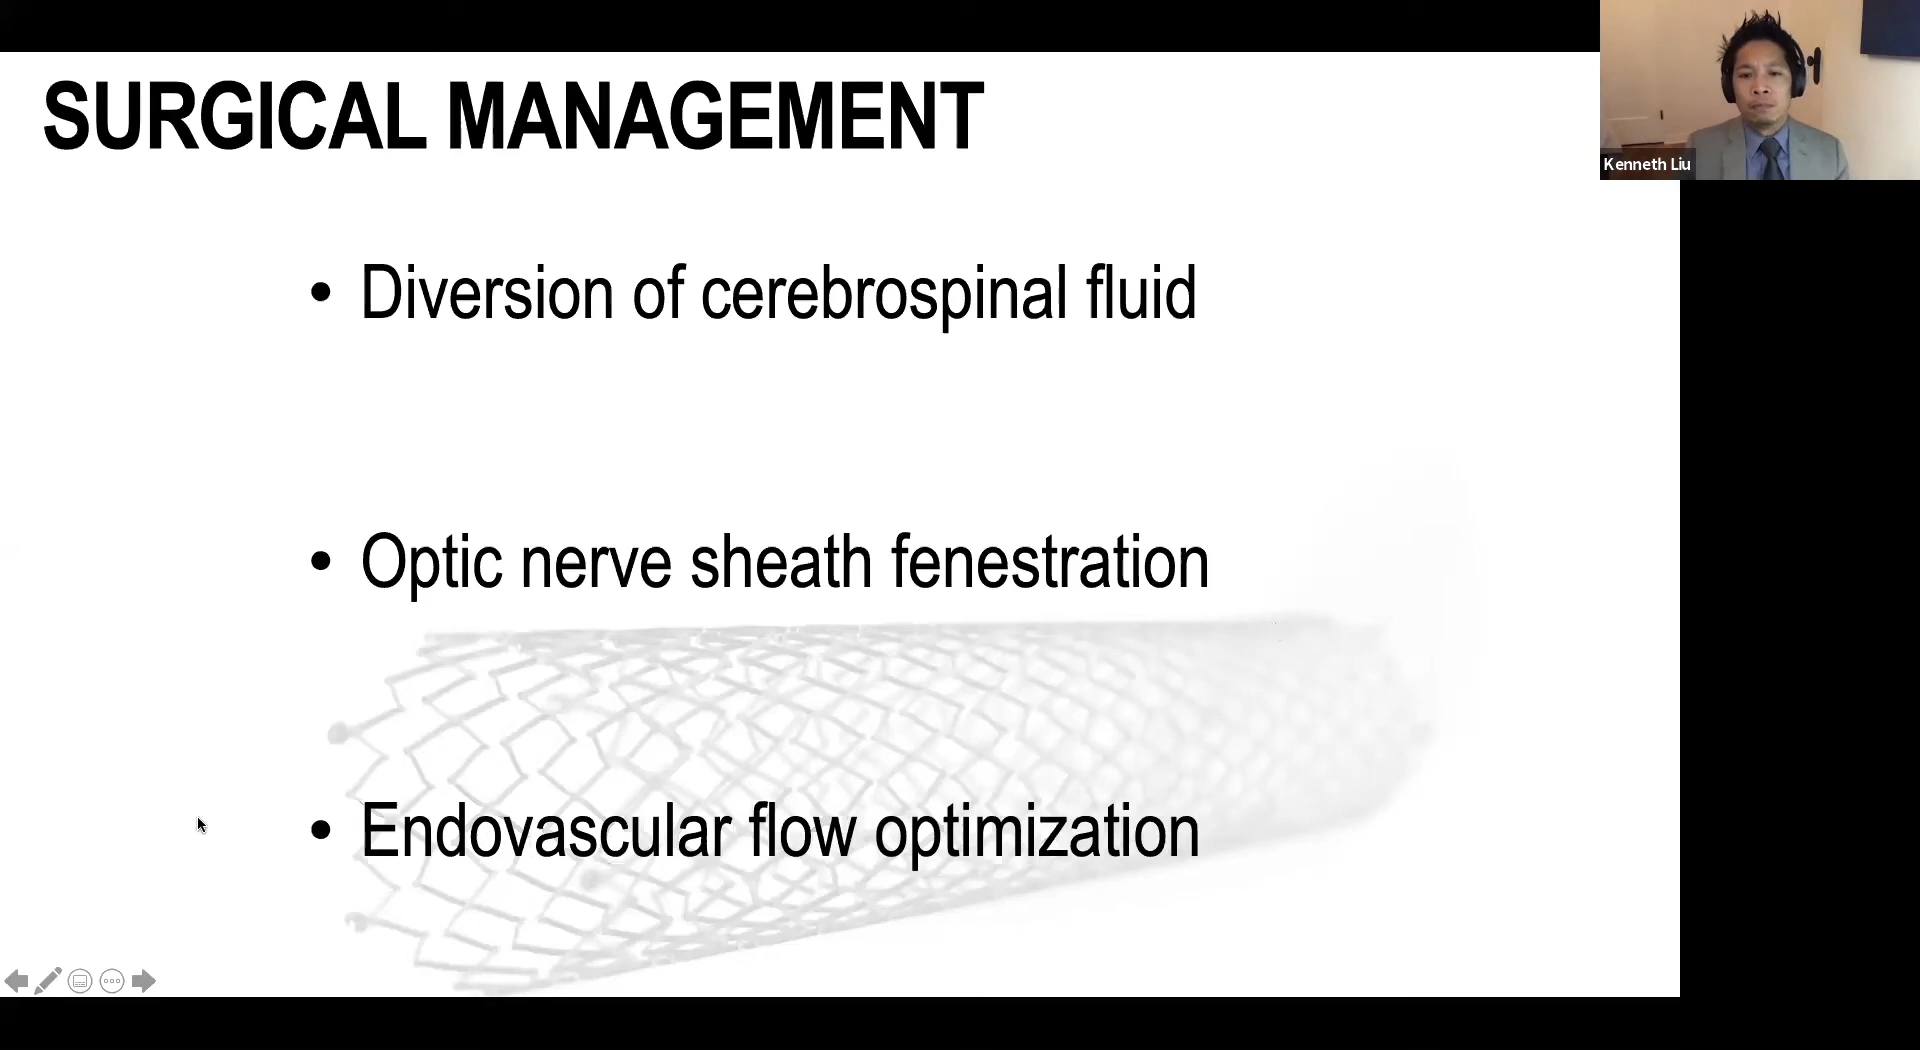 SURGICAL MANAGEMENT
Kenneth Liu
• Diversion of cerebrospinal fluid
• Optic nerve sheath fenestration
• Endovascular flow optimization